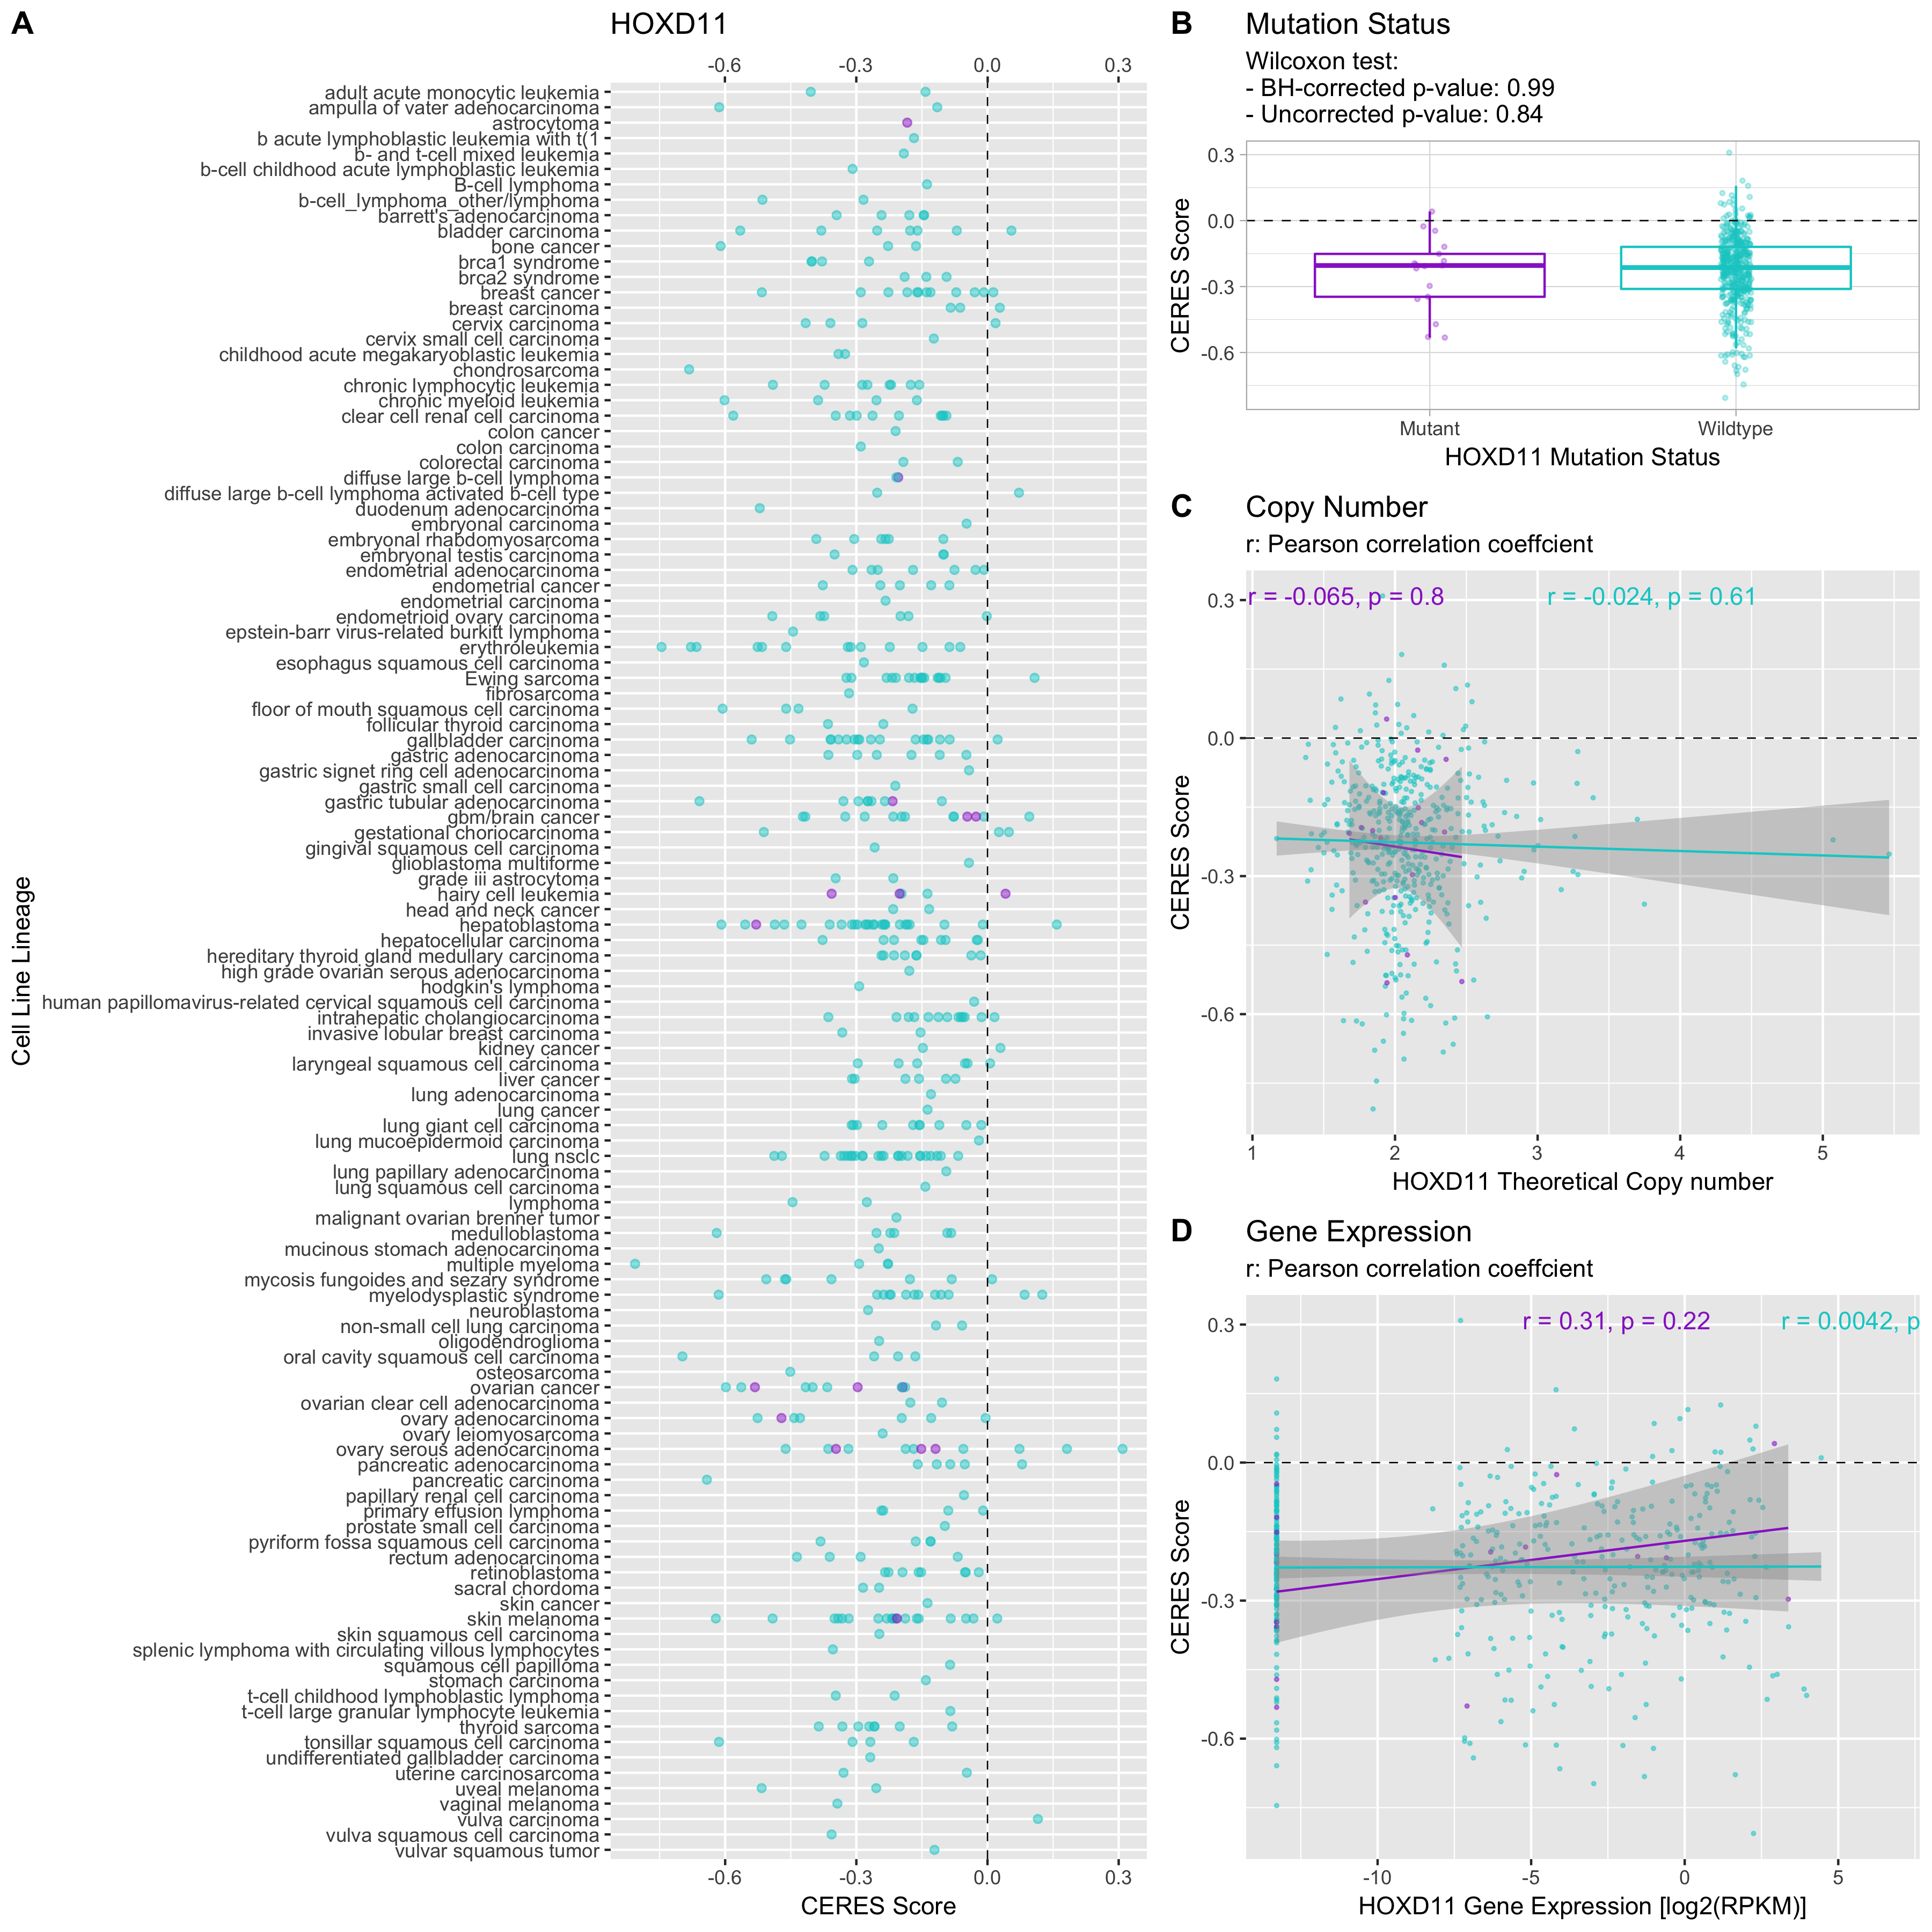 A
HOXD11
-0.6 -0.3 0.0 0.3
adult acute monocytic leukemia
ampulla of vater adenocarcinoma
astrocytoma
b acute lymphoblastic leukemia with t(1
b- and t-cell mixed leukemia
b-cell childhood acute lymphoblastic leukemia
B-cell lymphoma
b-cell_lymphoma_other/lymphoma
barrett's adenocarcinoma
bladder carcinoma
bone cancer
brca1 syndrome
brca2 syndrome
breast cancer
breast carcinoma
cervix carcinoma
cervix small cell carcinoma
childhood acute megakaryoblastic leukemia
chondrosarcoma
chronic lymphocytic leukemia
chronic myeloid leukemia
clear cell renal cell carcinoma
colon cancer
colon carcinoma
colorectal carcinoma
diffuse large b-cell lymphoma
diffuse large b-cell lymphoma activated b-cell type
duodenum adenocarcinoma
embryonal carcinoma
embryonal rhabdomyosarcoma
embryonal testis carcinoma
endometrial adenocarcinoma
endometrial cancer
endometrial carcinoma
endometrioid ovary carcinoma
epstein-barr virus-related burkitt lymphoma
erythroleukemia
esophagus squamous cell carcinoma
Ewing sarcoma
fibrosarcoma
floor of mouth squamous cell carcinoma
follicular thyroid carcinoma
gallbladder carcinoma
gastric adenocarcinoma
gastric signet ring cell adenocarcinoma
gastric small cell carcinoma
gastric tubular adenocarcinoma
gbm/brain cancer
gestational choriocarcinoma
gingival squamous cell carcinoma
glioblastoma multiforme
grade iii astrocytoma
hairy cell leukemia
head and neck cancer
hepatoblastoma
hepatocellular carcinoma
hereditary thyroid gland medullary carcinoma
high grade ovarian serous adenocarcinoma
hodgkin's lymphoma
human papillomavirus-related cervical squamous cell carcinoma
intrahepatic cholangiocarcinoma
invasive lobular breast carcinoma
kidney cancer
laryngeal squamous cell carcinoma
liver cancer
lung adenocarcinoma
lung cancer
lung giant cell carcinoma
lung mucoepidermoid carcinoma
lung nsclc
lung papillary adenocarcinoma
lung squamous cell carcinoma
lymphoma
malignant ovarian brenner tumor
medulloblastoma
mucinous stomach adenocarcinoma
multiple myeloma
mycosis fungoides and sezary syndrome
myelodysplastic syndrome
neuroblastoma
non-small cell lung carcinoma
oligodendroglioma
oral cavity squamous cell carcinoma
osteosarcoma
ovarian cancer
ovarian clear cell adenocarcinoma
ovary adenocarcinoma
ovary leiomyosarcoma
ovary serous adenocarcinoma
pancreatic adenocarcinoma
pancreatic carcinoma
papillary renal cell carcinoma
primary effusion lymphoma
prostate small cell carcinoma
pyriform fossa squamous cell carcinoma
rectum adenocarcinoma
retinoblastoma
sacral chordoma
skin cancer
skin melanoma
skin squamous cell carcinoma
splenic lymphoma with circulating villous lymphocytes
squamous cell papilloma
stomach carcinoma
t-cell childhood lymphoblastic lymphoma
t-cell large granular lymphocyte leukemia
thyroid sarcoma
tonsillar squamous cell carcinoma
undifferentiated gallbladder carcinoma
uterine carcinosarcoma
uveal melanoma
vaginal melanoma
vulva carcinoma
vulva squamous cell carcinoma
vulvar squamous tumor
-0.6 -0.3 0.0 0.3
CERES Score
Cell Line Lineage
B
Mutation Status
Wilcoxon test:
- BH-corrected p-value: 0.99
- Uncorrected p-value: 0.84
0.3
0.0
-0.3
-0.6
CERES Score
Mutant Wildtype
HOXD11 Mutation Status
C
Copy Number
r: Pearson correlation coeffcient
r = -0.065, p = 0.8 r = -0.024, p = 0.61
0.3
0.0
-0.3
-0.6
CERES Score
1 2 3 4 5
HOXD11 Theoretical Copy number
D
Gene Expression
r: Pearson correlation coeffcient
r = 0.31, p = 0.22 r = 0.0042, p
0.3
0.0
-0.3
-0.6
CERES Score
-10 -5 0 5
HOXD11 Gene Expression [log2(RPKM)]